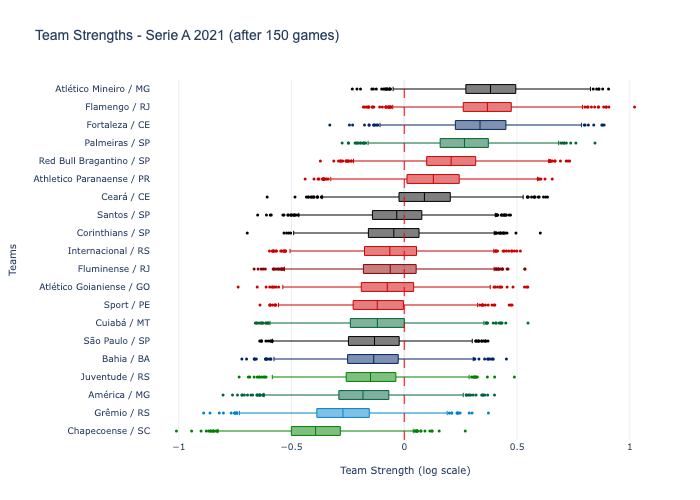 Team Strengths - Serie A 2021 (after 150 games)
Teams
Atlético Mineiro / MG
Flamengo / RJ
Fortaleza / CE
Palmeiras / SP
Red Bull Bragantino / SP
Athletico Paranaense / PR
Ceará / CE
Santos / SP
Corinthians / SP
Internacional / RS
Fluminense / RJ
Atlético Goianiense / GO
Sport / PE
Cuiabá / MT
São Paulo / SP
Bahia / BA
Juventude / RS
América / MG
Grêmio / RS
Chapecoense / SC
−1 −0.5 0 0.5 1
Team Strength (log scale)